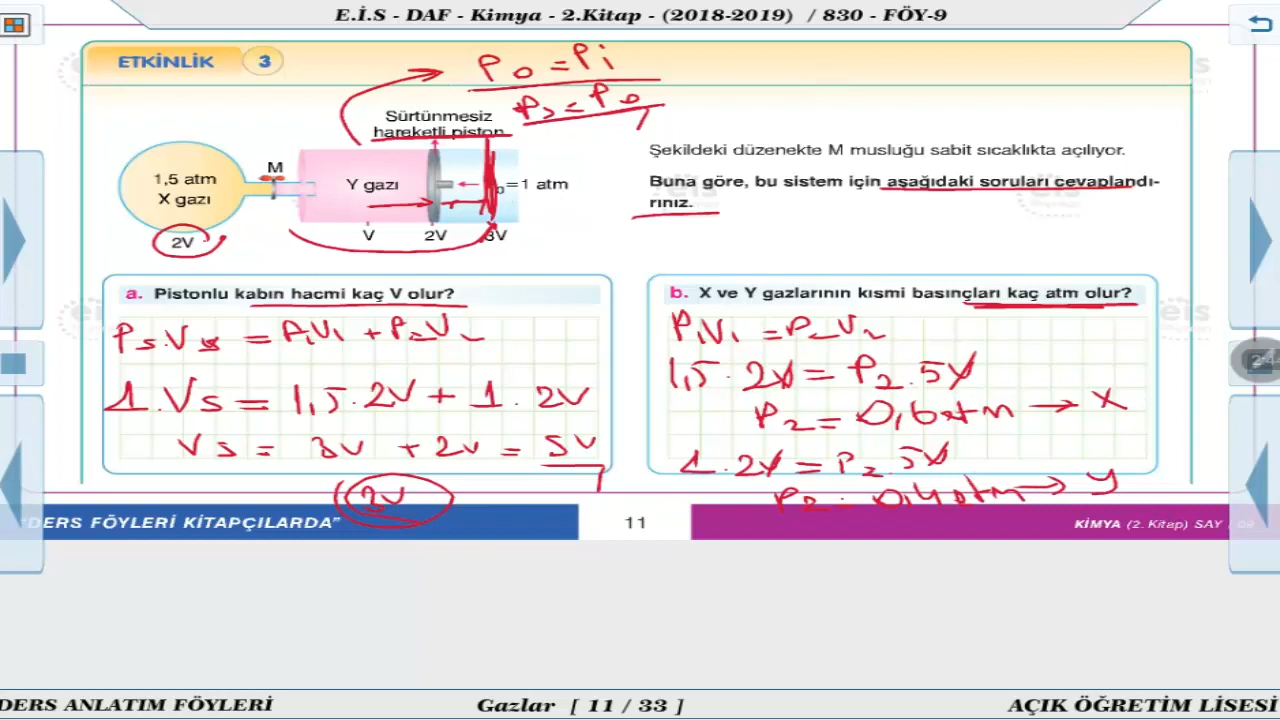 E.İ.S - DAF - Kimya - 2.Kitap - (2018-2019) / 830 - FÖY-9
ETKİNLİK 3
P0 = Pi
Ps = P0
Sürtünmesiz
hareketli piston
1,5 atm
X gazı
2V
M
Y gazı
=1 atm
V 2V 3V
Şekildeki düzenekte M musluğu sabit sıcaklıkta açılıyor.
Buna göre, bu sistem için aşağıdaki soruları cevaplandı-
rınız.
a. Pistonlu kabın hacmi kaç V olur?
Ps.Vs = P1V1 + P2V2
1.Vs = 1,5.2V + 1.2V
Vs = 3V + 2V = 5V
3V
b. X ve Y gazlarının kısmi basınçları kaç atm olur?
P1V1 = P2V2
1,5.2V = P2.5V
P2 = 0,6 atm → X
1.2V = P2.5V
P2 = 0,4 atm → Y
"DERS FÖYLERİ KİTAPÇILARDA"
11
KİMYA (2. Kitap) SAY
DERS ANLATIM FÖYLERİ
Gazlar [ 11 / 33 ]
AÇIK ÖĞRETİM LİSESİ